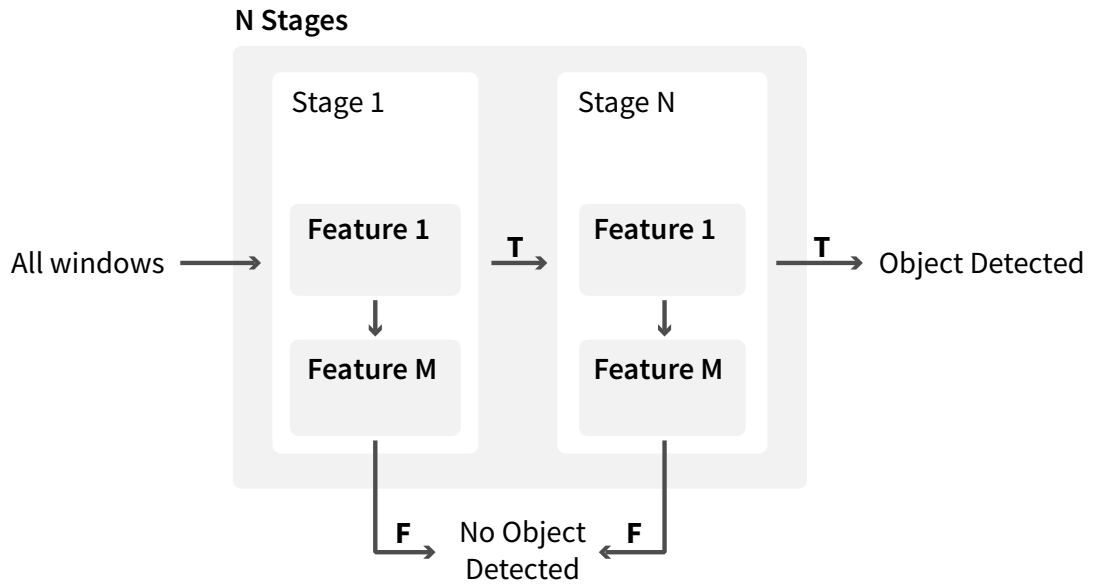 N Stages
Stage 1
Stage N
Feature 1
T
Feature 1
T
All windows
Object Detected
Feature M
Feature M
F
No Object
Detected
F